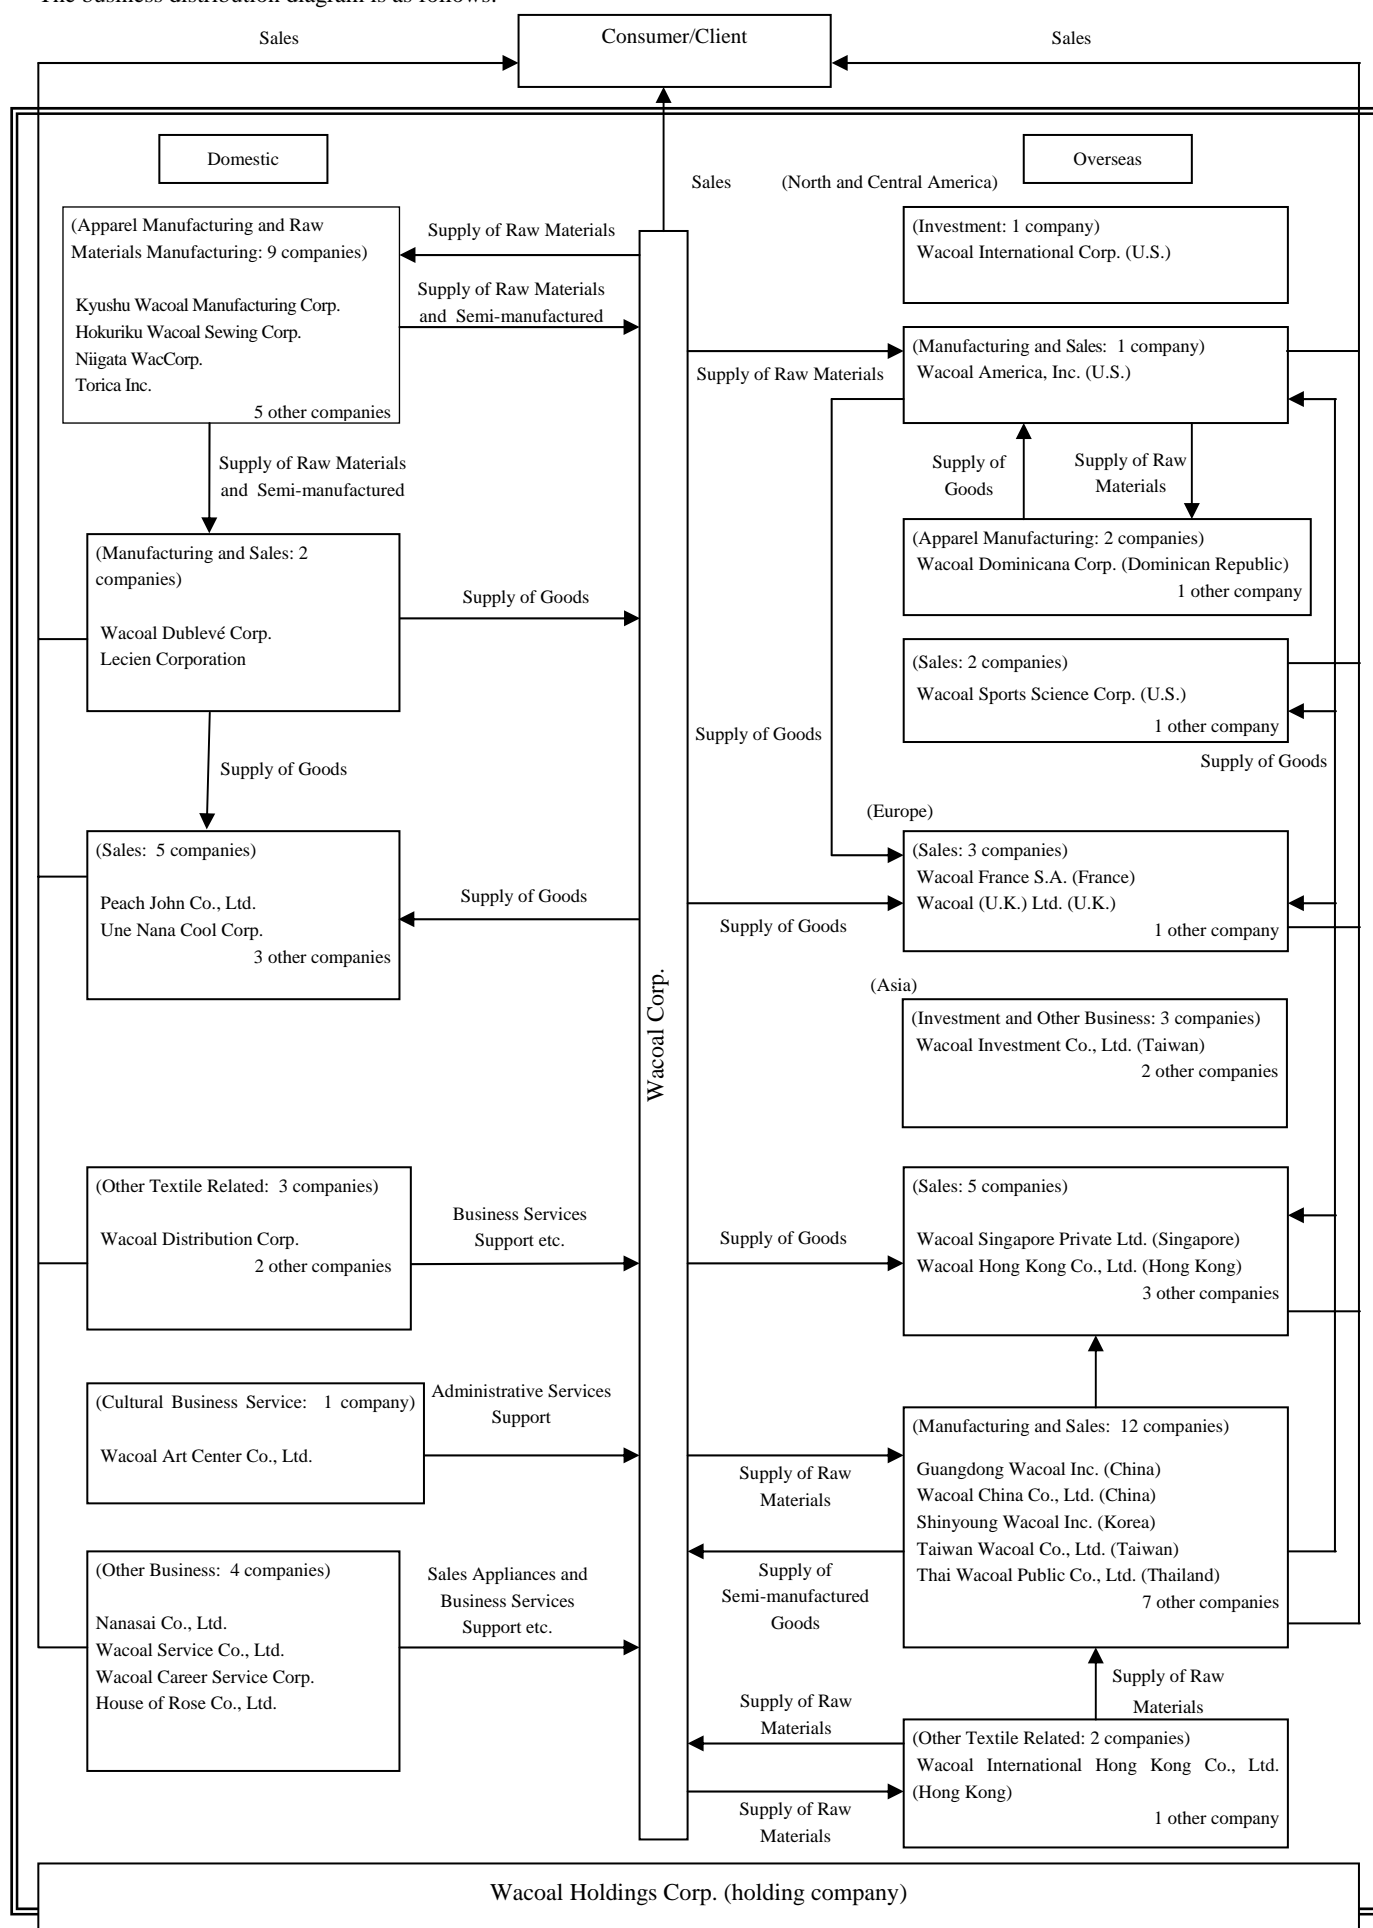 The business distribution diagram is as follows:
Sales
Consumer/Client
Sales
Domestic
Overseas
Sales
(North and Central America)
(Apparel Manufacturing and Raw
Materials Manufacturing: 9 companies)
Kyushu Wacoal Manufacturing Corp.
Hokuriku Wacoal Sewing Corp.
Niigata WacCorp.
Torica Inc.
5 other companies
Supply of Raw Materials
Supply of Raw Materials
and Semi-manufactured
(Investment: 1 company)
Wacoal International Corp. (U.S.)
(Manufacturing and Sales: 1 company)
Wacoal America, Inc. (U.S.)
Supply of Raw Materials
Supply of Raw Materials
and Semi-manufactured
Supply of
Goods
Supply of Raw
Materials
(Manufacturing and Sales: 2
companies)
Wacoal Dublevé Corp.
Lecien Corporation
Supply of Goods
(Apparel Manufacturing: 2 companies)
Wacoal Dominicana Corp. (Dominican Republic)
1 other company
(Sales: 2 companies)
Wacoal Sports Science Corp. (U.S.)
1 other company
Supply of Goods
Supply of Goods
Supply of Goods
(Europe)
(Sales: 5 companies)
Peach John Co., Ltd.
Une Nana Cool Corp.
3 other companies
Supply of Goods
(Sales: 3 companies)
Wacoal France S.A. (France)
Wacoal (U.K.) Ltd. (U.K.)
1 other company
Supply of Goods
Wacoal Corp.
(Asia)
(Investment and Other Business: 3 companies)
Wacoal Investment Co., Ltd. (Taiwan)
2 other companies
(Other Textile Related: 3 companies)
Wacoal Distribution Corp.
2 other companies
Business Services
Support etc.
Supply of Goods
(Sales: 5 companies)
Wacoal Singapore Private Ltd. (Singapore)
Wacoal Hong Kong Co., Ltd. (Hong Kong)
3 other companies
(Cultural Business Service: 1 company)
Wacoal Art Center Co., Ltd.
Administrative Services
Support
Supply of Raw
Materials
(Manufacturing and Sales: 12 companies)
Guangdong Wacoal Inc. (China)
Wacoal China Co., Ltd. (China)
Shinyoung Wacoal Inc. (Korea)
Taiwan Wacoal Co., Ltd. (Taiwan)
Thai Wacoal Public Co., Ltd. (Thailand)
7 other companies
(Other Business: 4 companies)
Nanasai Co., Ltd.
Wacoal Service Co., Ltd.
Wacoal Career Service Corp.
House of Rose Co., Ltd.
Sales Appliances and
Business Services
Support etc.
Supply of
Semi-manufactured
Goods
Supply of Raw
Materials
Supply of Raw
Materials
(Other Textile Related: 2 companies)
Wacoal International Hong Kong Co., Ltd.
(Hong Kong)
1 other company
Supply of Raw
Materials
Wacoal Holdings Corp. (holding company)